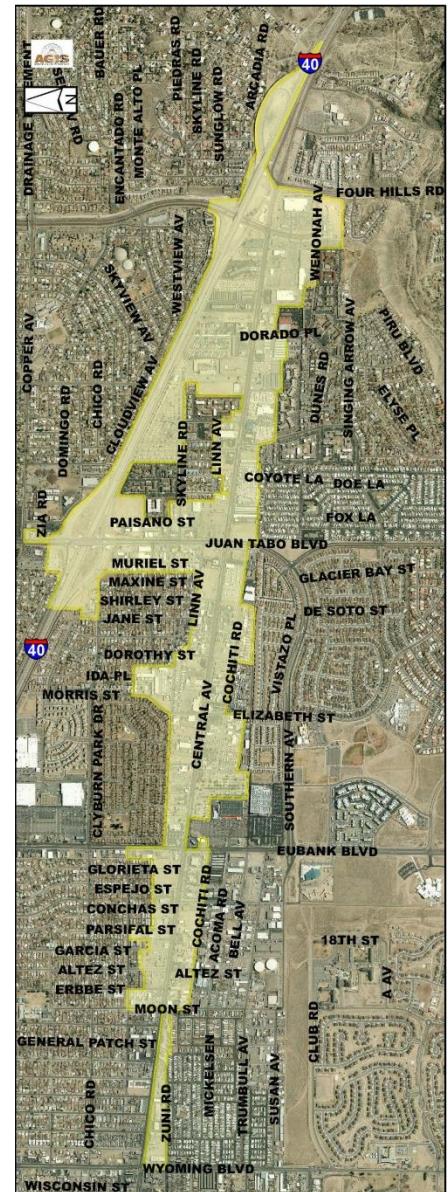 AGIS
N
40
BAUER RD
PIEDRAS RD
SKYLINE RD
SUNGLOW RD
ARCADIA RD
ENCANTADO RD
MONTE ALTO PL
FOUR HILLS RD
WENONAH AV
WESTVIEW AV
SKYVIEW AV
COPPER AV
DOMINGO RD
CHICO RD
CLOUDVIEW AV
DORADO PL
DUNES RD
SINGING ARROW AV
PIRU BLVD
ELYSE PL
SKYLINE RD
LINN AV
COYOTE LA
DOE LA
FOX LA
ZIA RD
PAISANO ST
JUAN TABO BLVD
MURIEL ST
MAXINE ST
SHIRLEY ST
JANE ST
GLACIER BAY ST
DE SOTO ST
LINN AV
40
DOROTHY ST
IDA PL
MORRIS ST
COCHITI RD
VISTAZO PL
ELIZABETH ST
CENTRAL AV
CLYBURN PARK DR
SOUTHERN AV
EUBANK BLVD
GLORIETA ST
ESPEJO ST
CONCHAS ST
PARSIFAL ST
GARCIA ST
ALTEZ ST
ERBBE ST
COCHITI RD
ACOMA RD
BELL AV
ALTEZ ST
18TH ST
A AV
MOON ST
GENERAL PATCH ST
CLUB RD
CHICO RD
ZUNI RD
MICKELSEN
TRUMBULL AV
SUSAN AV
WYOMING BLVD
WISCONSIN ST